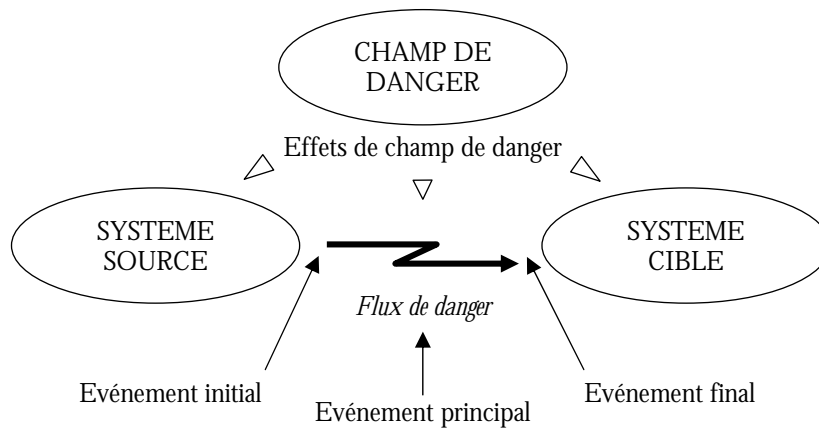 CHAMP DE
DANGER
Effets de champ de danger
SYSTEME
SOURCE
SYSTEME
CIBLE
Flux de danger
Evénement initial
Evénement principal
Evénement final